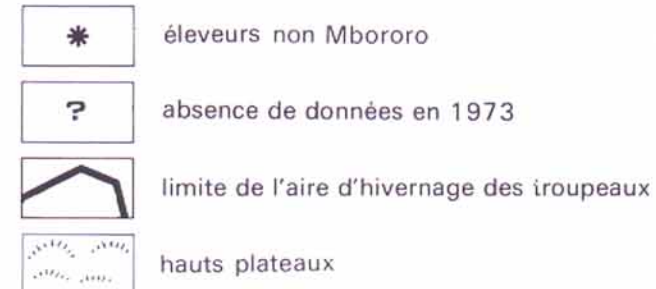 * éleveurs non Mbororo
? absence de données en 1973
limite de l'aire d'hivernage des troupeaux
hauts plateaux